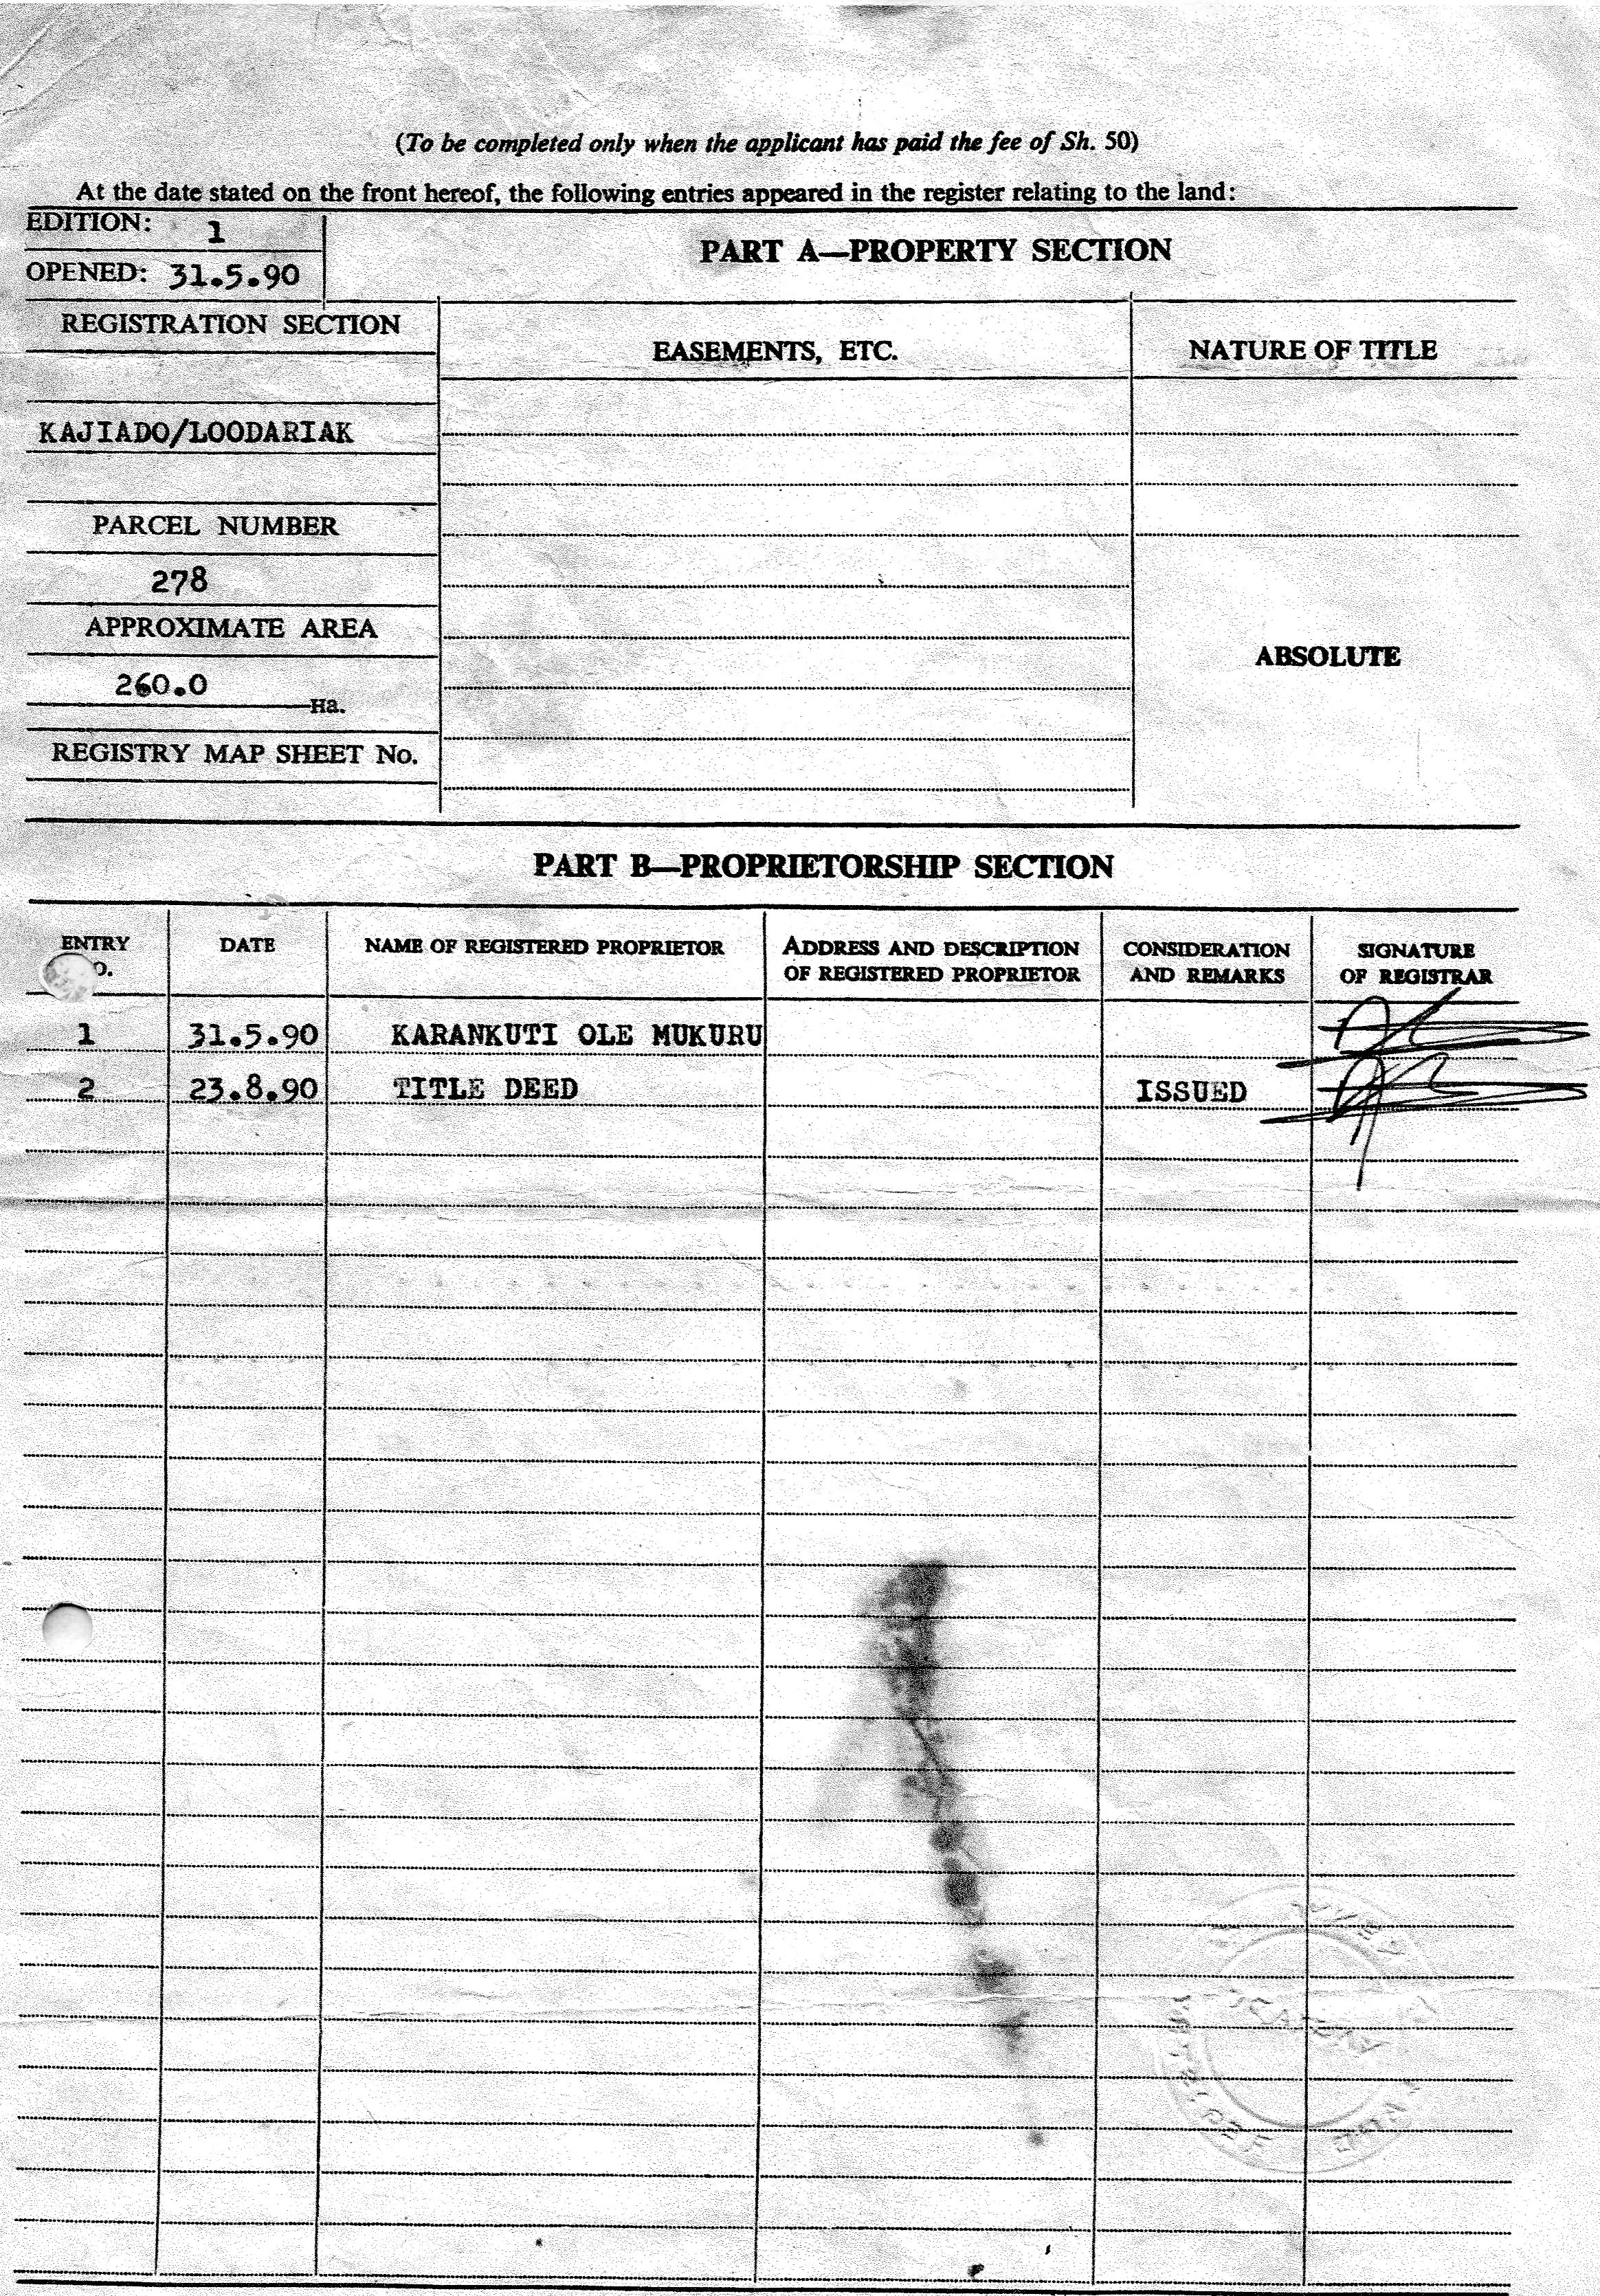 (To be completed only when the applicant has paid the fee of Sh. 50)
At the date stated on the front hereof, the following entries appeared in the register relating to the land:
EDITION: 1
OPENED: 31.5.90
PART A—PROPERTY SECTION
REGISTRATION SECTION
EASEMENTS, ETC.
NATURE OF TITLE
KAJIADO/LOODARIAK
PARCEL NUMBER
278
APPROXIMATE AREA
ABSOLUTE
260.0 Ha.
REGISTRY MAP SHEET No.
PART B—PROPRIETORSHIP SECTION
ENTRY
O.
DATE
NAME OF REGISTERED PROPRIETOR
ADDRESS AND DESCRIPTION
OF REGISTERED PROPRIETOR
CONSIDERATION
AND REMARKS
SIGNATURE
OF REGISTRAR
1 31.5.90 KARANKUTI OLE MUKURU
2 23.8.90 TITLE DEED ISSUED